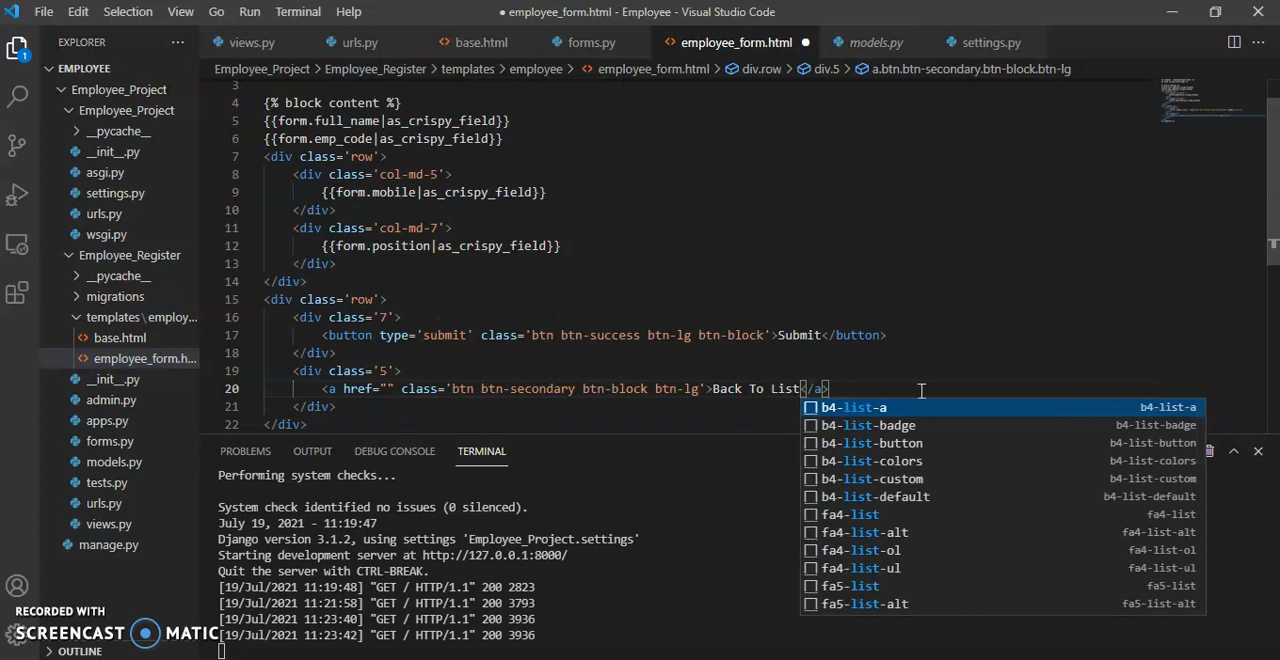 File Edit Selection View Go Run Terminal Help
● employee_form.html - Employee - Visual Studio Code
EXPLORER
views.py urls.py base.html forms.py employee_form.html models.py settings.py
EMPLOYEE
Employee_Project > Employee_Register > templates > employee > employee_form.html > div.row > div.5 > a.btn.btn-secondary.btn-block.btn-lg
Employee_Project
Employee_Project
__pycache__
__init__.py
asgi.py
settings.py
urls.py
wsgi.py
Employee_Register
__pycache__
migrations
templates\employ...
base.html
employee_form.h...
__init__.py
admin.py
apps.py
forms.py
models.py
tests.py
urls.py
views.py
manage.py
OUTLINE
1
3
4 {% block content %}
5 {{form.full_name|as_crispy_field}}
6 {{form.emp_code|as_crispy_field}}
7 <div class='row'>
8 <div class='col-md-5'>
9 {{form.mobile|as_crispy_field}}
10 </div>
11 <div class='col-md-7'>
12 {{form.position|as_crispy_field}}
13 </div>
14 </div>
15 <div class='row'>
16 <div class='7'>
17 <button type='submit' class='btn btn-success btn-lg btn-block'>Submit</button>
18 </div>
19 <div class='5'>
20 <a href="" class='btn btn-secondary btn-block btn-lg'>Back To List</a>
21 </div>
22 </div>
b4-list-a b4-list-a
b4-list-badge b4-list-badge
b4-list-button b4-list-button
b4-list-colors b4-list-colors
b4-list-custom b4-list-custom
b4-list-default b4-list-default
fa4-list fa4-list
fa4-list-alt fa4-list-alt
fa4-list-ol fa4-list-ol
fa4-list-ul fa4-list-ul
fa5-list fa5-list
fa5-list-alt fa5-list-alt
PROBLEMS OUTPUT DEBUG CONSOLE TERMINAL
Performing system checks...
System check identified no issues (0 silenced).
July 19, 2021 - 11:19:47
Django version 3.1.2, using settings 'Employee_Project.settings'
Starting development server at http://127.0.0.1:8000/
Quit the server with CTRL-BREAK.
[19/Jul/2021 11:19:48] "GET / HTTP/1.1" 200 2823
[19/Jul/2021 11:21:58] "GET / HTTP/1.1" 200 3793
[19/Jul/2021 11:23:40] "GET / HTTP/1.1" 200 3936
[19/Jul/2021 11:23:42] "GET / HTTP/1.1" 200 3936
RECORDED WITH
SCREENCAST MATIC